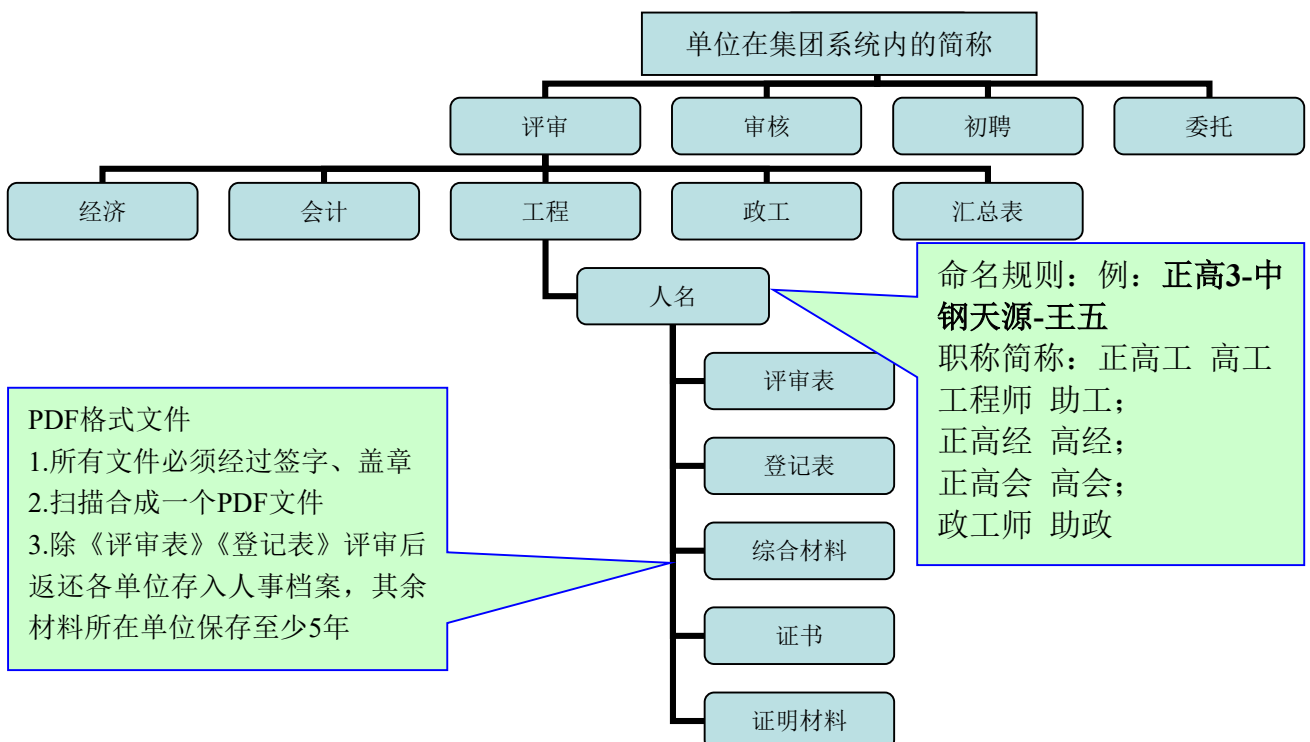 单位在集团系统内的简称
评审
审核
初聘
委托
经济
会计
工程
政工
汇总表
人名
命名规则：例：正高3-中
钢天源-王五
职称简称：正高工 高工
工程师 助工；
正高经 高经；
正高会 高会；
政工师 助政
评审表
登记表
综合材料
证书
证明材料
PDF格式文件
1.所有文件必须经过签字、盖章
2.扫描合成一个PDF文件
3.除《评审表》《登记表》评审后
返还各单位存入人事档案，其余
材料所在单位保存至少5年